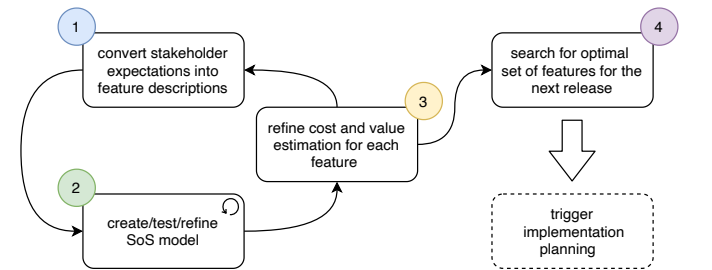 1
convert stakeholder
expectations into
feature descriptions
2
create/test/refine
SoS model
3
refine cost and value
estimation for each
feature
4
search for optimal
set of features for the
next release
trigger
implementation
planning